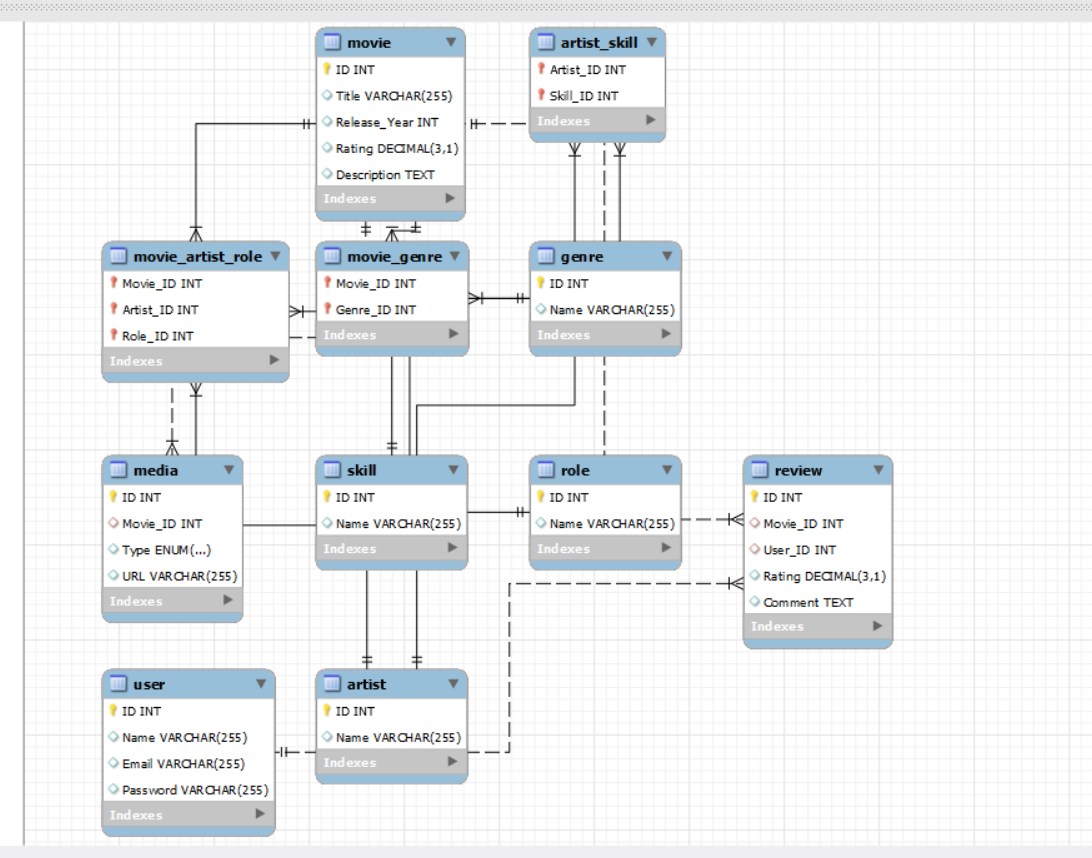 movie
ID INT
Title VARCHAR(255)
Release_Year INT
Rating DECIMAL(3,1)
Description TEXT
Indexes
artist_skill
Artist_ID INT
Skill_ID INT
Indexes
movie_artist_role
Movie_ID INT
Artist_ID INT
Role_ID INT
Indexes
movie_genre
Movie_ID INT
Genre_ID INT
Indexes
genre
ID INT
Name VARCHAR(255)
Indexes
media
ID INT
Movie_ID INT
Type ENUM(...)
URL VARCHAR(255)
Indexes
skill
ID INT
Name VARCHAR(255)
Indexes
role
ID INT
Name VARCHAR(255)
Indexes
review
ID INT
Movie_ID INT
User_ID INT
Rating DECIMAL(3,1)
Comment TEXT
Indexes
user
ID INT
Name VARCHAR(255)
Email VARCHAR(255)
Password VARCHAR(255)
Indexes
artist
ID INT
Name VARCHAR(255)
Indexes